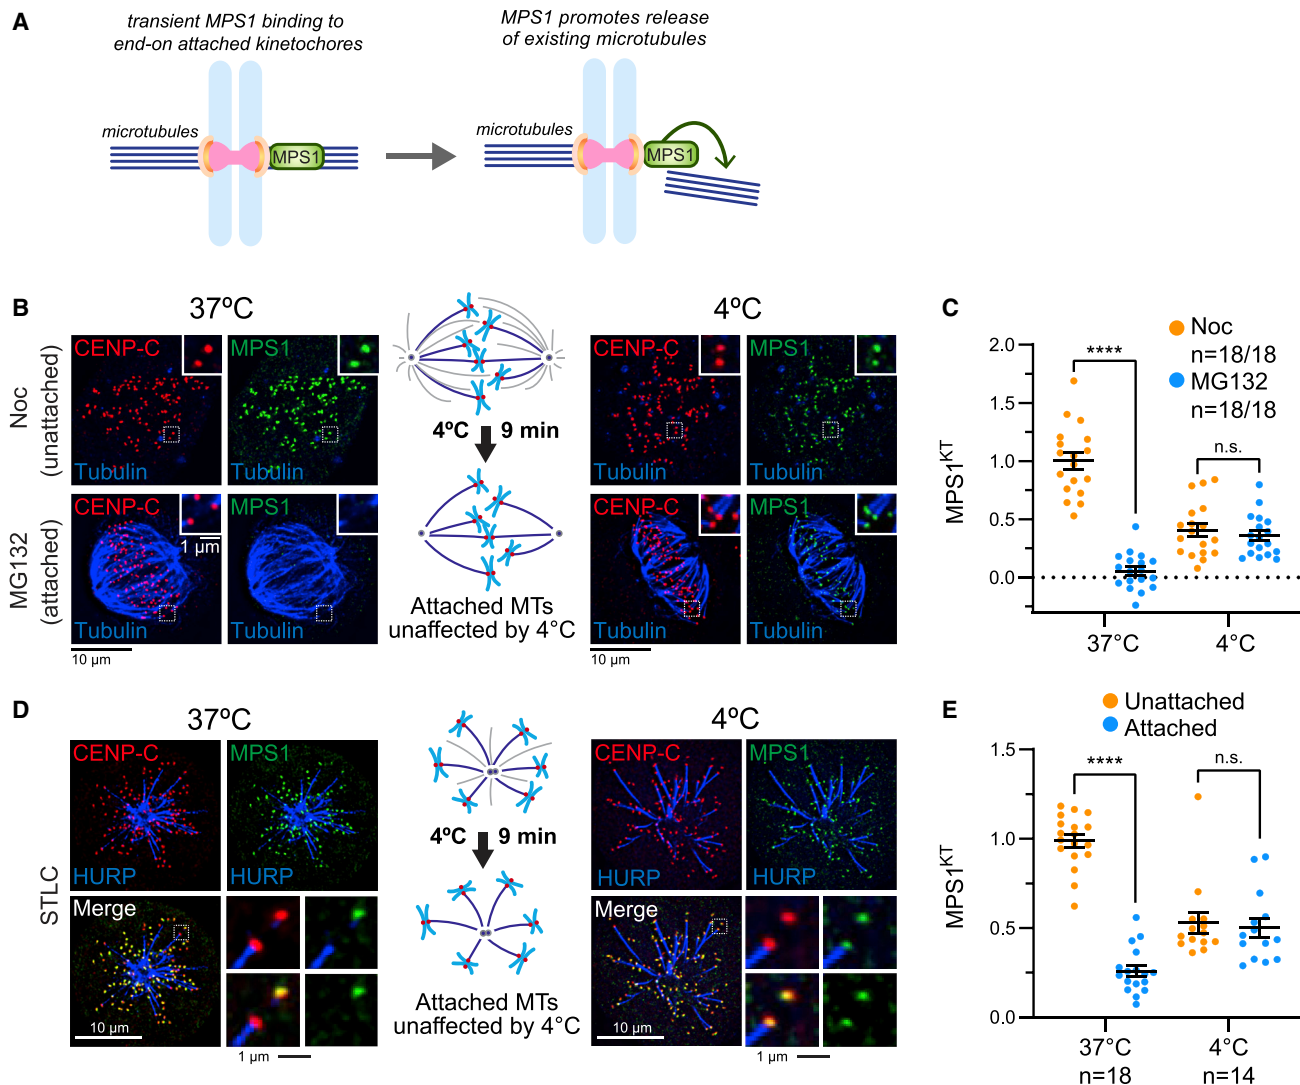 A
transient MPS1 binding to
end-on attached kinetochores
MPS1 promotes release
of existing microtubules
microtubules
MPS1
microtubules
MPS1
B
37ºC
4ºC
Noc
(unattached)
CENP-C
Tubulin
MPS1
Tubulin
4ºC
9 min
CENP-C
Tubulin
MPS1
Tubulin
MG132
(attached)
CENP-C
1 µm
Tubulin
MPS1
Tubulin
10 µm
Attached MTs
unaffected by 4°C
CENP-C
Tubulin
MPS1
Tubulin
10 µm
C
Noc
n=18/18
MG132
n=18/18
MPS1KT
2.0
1.5
1.0
0.5
0.0
****
n.s.
37°C
4°C
D
37ºC
4ºC
STLC
CENP-C
HURP
MPS1
HURP
4ºC
9 min
CENP-C
HURP
MPS1
HURP
Merge
10 µm
1 µm
Attached MTs
unaffected by 4°C
Merge
10 µm
1 µm
E
Unattached
Attached
MPS1KT
1.5
1.0
0.5
0.0
****
n.s.
37°C
n=18
4°C
n=14